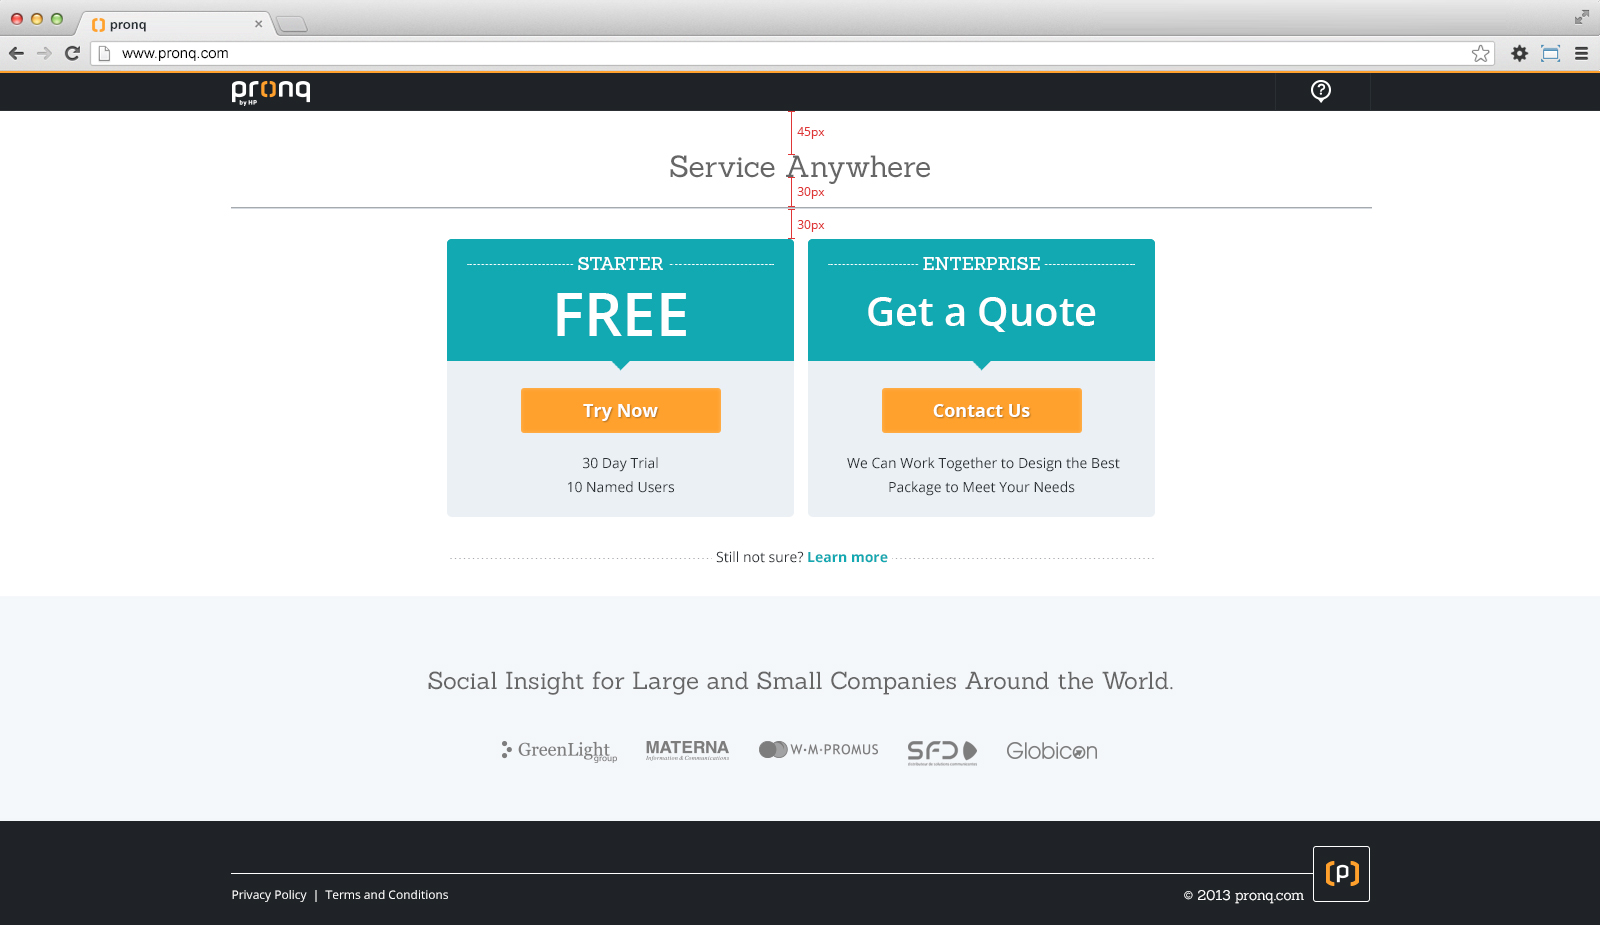 pronq
www.pronq.com
pronq
by HP
45px
Service Anywhere
30px
30px
STARTER
FREE
Try Now
30 Day Trial
10 Named Users
ENTERPRISE
Get a Quote
Contact Us
We Can Work Together to Design the Best
Package to Meet Your Needs
Still not sure? Learn more
Social Insight for Large and Small Companies Around the World.
GreenLight
group
MATERNA
Information & Communications
W·M·PROMUS
SFD
Globicon
Privacy Policy | Terms and Conditions
© 2013 pronq.com
[p]